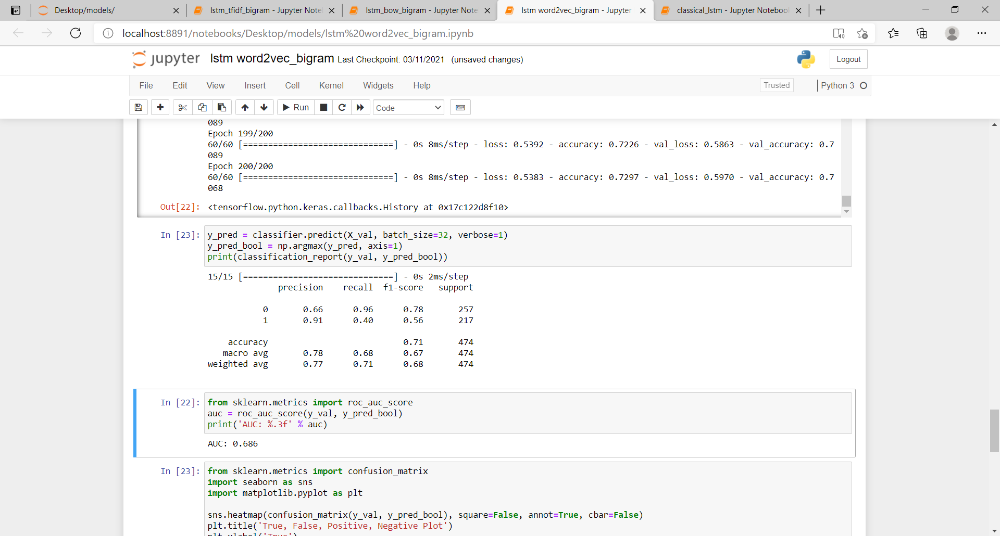 Desktop/models/
lstm_tfidf_bigram - Jupyter Note
lstm_bow_bigram - Jupyter Note
lstm word2vec_bigram - Jupyter
classical_lstm - Jupyter Notebook
localhost:8891/notebooks/Desktop/models/lstm%20word2vec_bigram.ipynb
jupyter lstm word2vec_bigram Last Checkpoint: 03/11/2021 (unsaved changes)
Logout
File Edit View Insert Cell Kernel Widgets Help
Trusted
Python 3
Run
Code
089
Epoch 199/200
60/60 [==============================] - 0s 8ms/step - loss: 0.5392 - accuracy: 0.7226 - val_loss: 0.5863 - val_accuracy: 0.7
089
Epoch 200/200
60/60 [==============================] - 0s 8ms/step - loss: 0.5383 - accuracy: 0.7297 - val_loss: 0.5970 - val_accuracy: 0.7
068
Out[22]: <tensorflow.python.keras.callbacks.History at 0x17c122d8f10>
In [23]: y_pred = classifier.predict(X_val, batch_size=32, verbose=1)
y_pred_bool = np.argmax(y_pred, axis=1)
print(classification_report(y_val, y_pred_bool))
15/15 [==============================] - 0s 2ms/step
precision recall f1-score support
0 0.66 0.96 0.78 257
1 0.91 0.40 0.56 217
accuracy 0.71 474
macro avg 0.78 0.68 0.67 474
weighted avg 0.77 0.71 0.68 474
In [22]: from sklearn.metrics import roc_auc_score
auc = roc_auc_score(y_val, y_pred_bool)
print('AUC: %.3f' % auc)
AUC: 0.686
In [23]: from sklearn.metrics import confusion_matrix
import seaborn as sns
import matplotlib.pyplot as plt
sns.heatmap(confusion_matrix(y_val, y_pred_bool), square=False, annot=True, cbar=False)
plt.title('True, False, Positive, Negative Plot')
plt.xlabel('True')